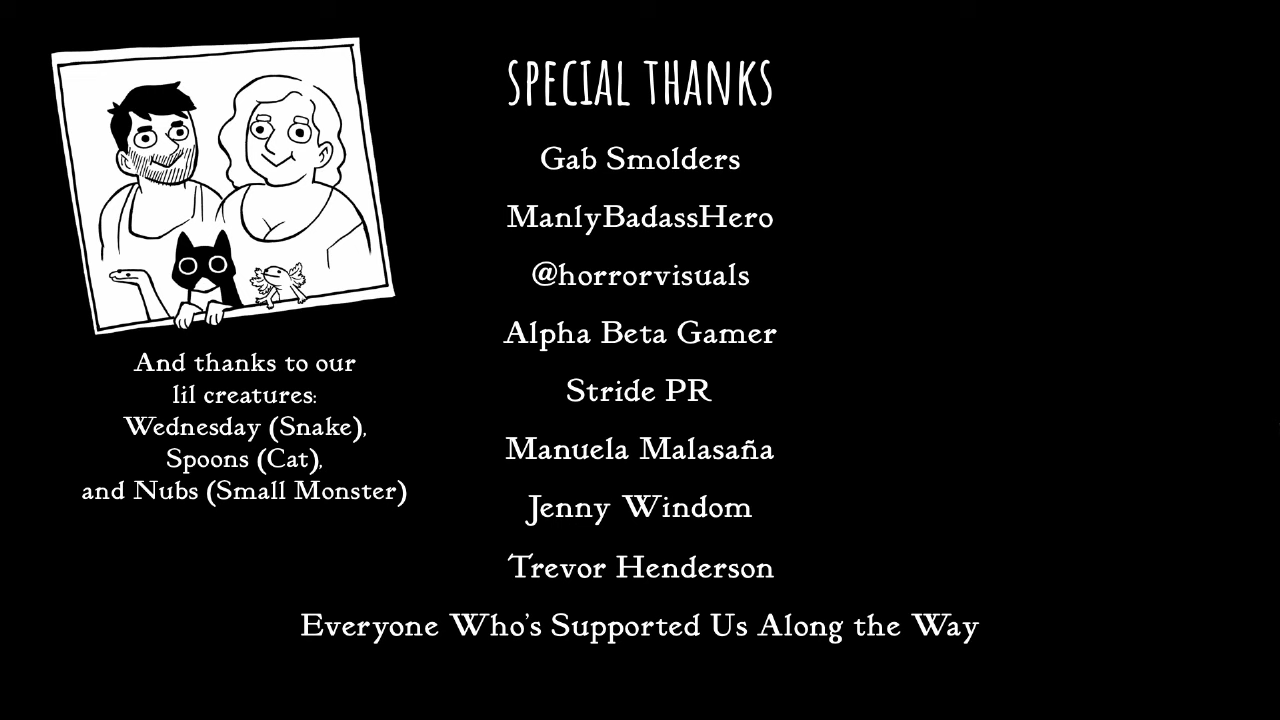 SPECIAL THANKS
Gab Smolders
ManlyBadassHero
@horrorvisuals
Alpha Beta Gamer
Stride PR
Manuela Malasaña
Jenny Windom
Trevor Henderson
Everyone Who's Supported Us Along the Way
And thanks to our
lil creatures:
Wednesday (Snake),
Spoons (Cat),
and Nubs (Small Monster)